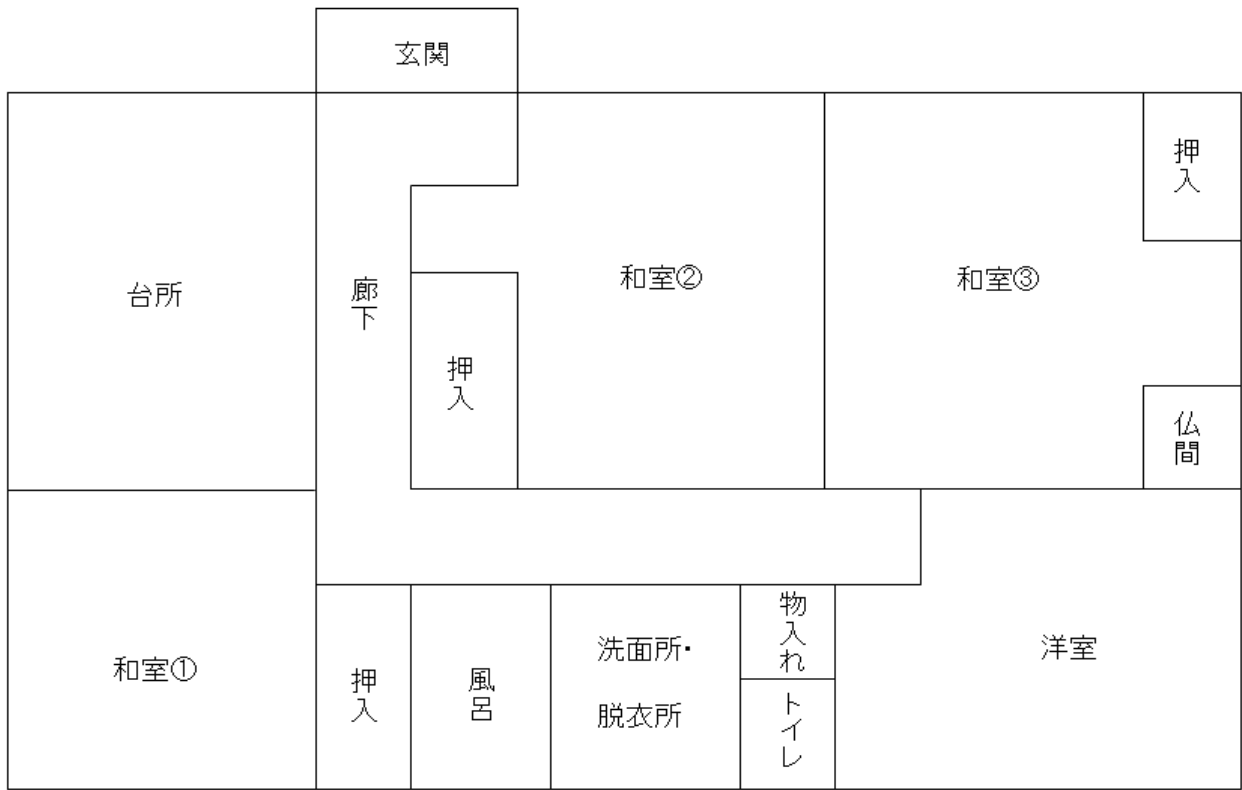 玄関
台所
廊下
押入
和室②
和室③
押入
仏間
和室①
押入
風呂
洗面所・
脱衣所
物入れ
トイレ
洋室